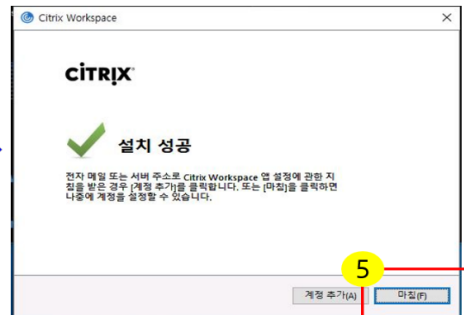 Citrix Workspace
CİTRIX
설치 성공
전자 메일 또는 서버 주소로 Citrix Workspace 앱 설정에 관한 지
침을 받은 경우 [계정 추가]를 클릭합니다. 또는 [마침]을 클릭하면
나중에 계정을 설정할 수 있습니다.
5
계정 추가(A)
마침(F)